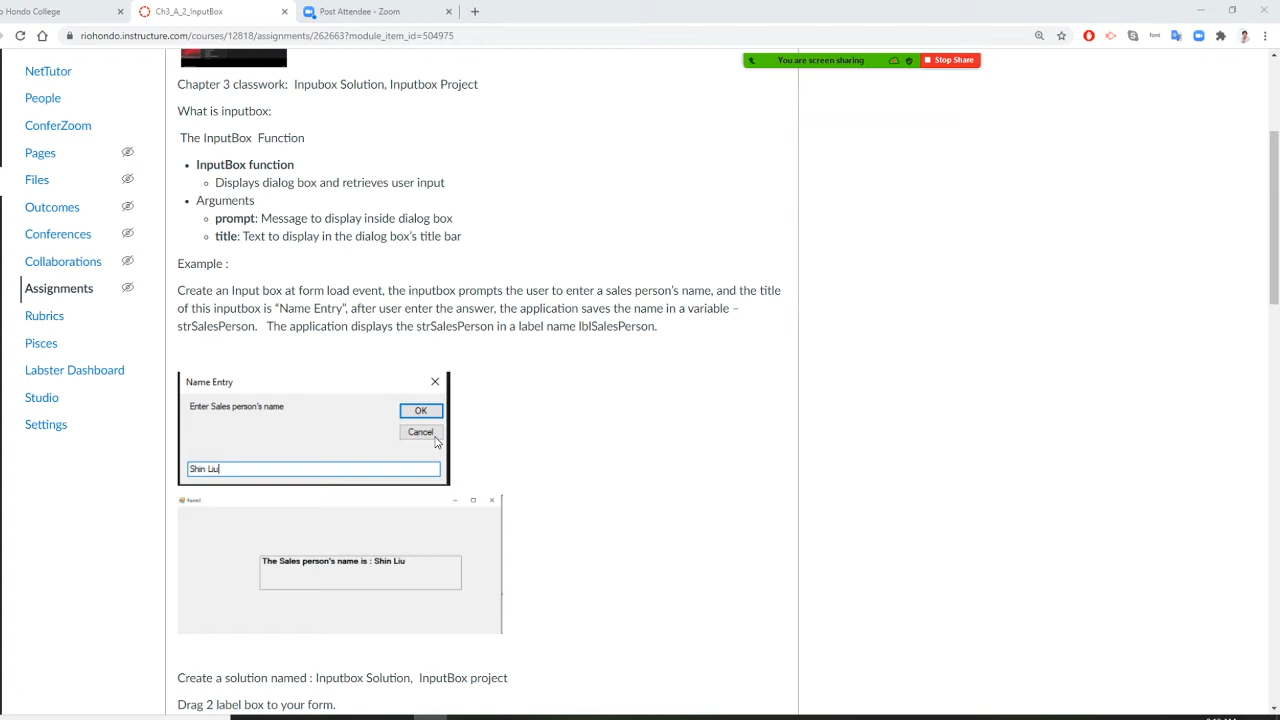 o Hondo College
Ch3_A_2_InputBox
Post Attendee - Zoom
riohondo.instructure.com/courses/12818/assignments/262663?module_item_id=504975
font
You are screen sharing
Stop Share
NetTutor
People
ConferZoom
Pages
Files
Outcomes
Conferences
Collaborations
Assignments
Rubrics
Pisces
Labster Dashboard
Studio
Settings
Chapter 3 classwork: Inpubox Solution, Inputbox Project
What is inputbox:
The InputBox Function
InputBox function
Displays dialog box and retrieves user input
Arguments
prompt: Message to display inside dialog box
title: Text to display in the dialog box's title bar
Example :
Create an Input box at form load event, the inputbox prompts the user to enter a sales person's name, and the title
of this inputbox is “Name Entry”, after user enter the answer, the application saves the name in a variable –
strSalesPerson. The application displays the strSalesPerson in a label name lblSalesPerson.
Name Entry
Enter Sales person's name
OK
Cancel
Shin Liu
Form1
The Sales person's name is : Shin Liu
Create a solution named : Inputbox Solution, InputBox project
Drag 2 label box to your form.